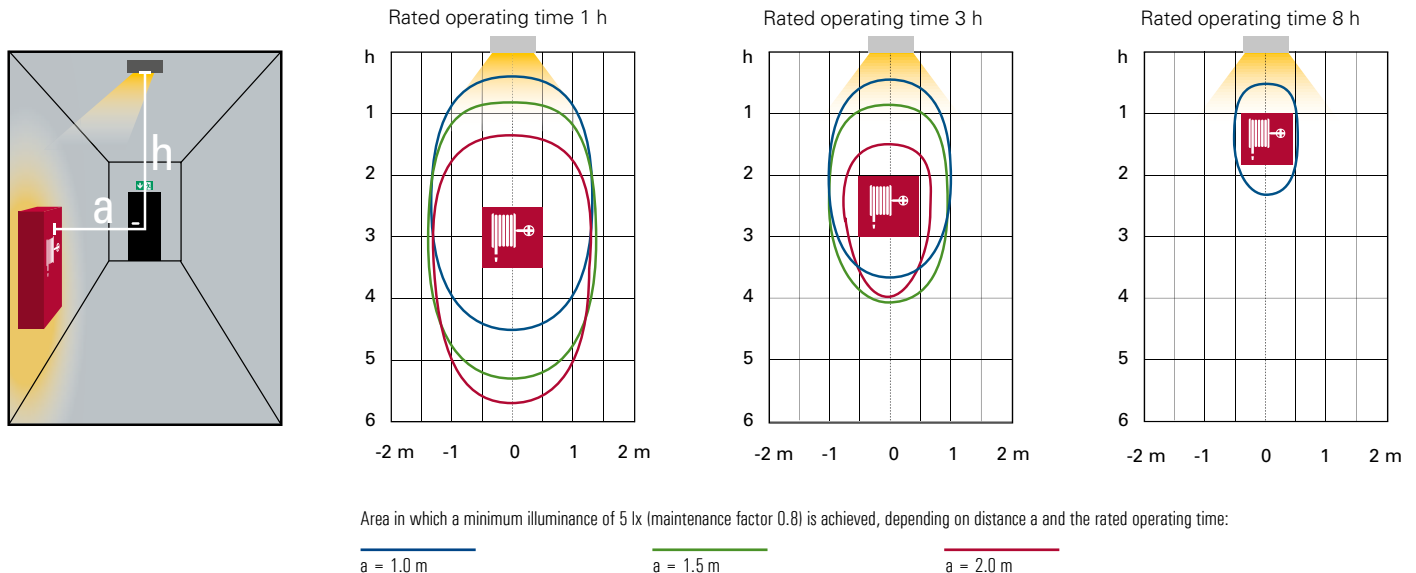 Rated operating time 1 h
Rated operating time 3 h
Rated operating time 8 h
h
a
h
1
2
3
4
5
6
-2 m -1 0 1 2 m
h
1
2
3
4
5
6
-2 m -1 0 1 2 m
h
1
2
3
4
5
6
-2 m -1 0 1 2 m
Area in which a minimum illuminance of 5 lx (maintenance factor 0.8) is achieved, depending on distance a and the rated operating time:
a = 1.0 m
a = 1.5 m
a = 2.0 m